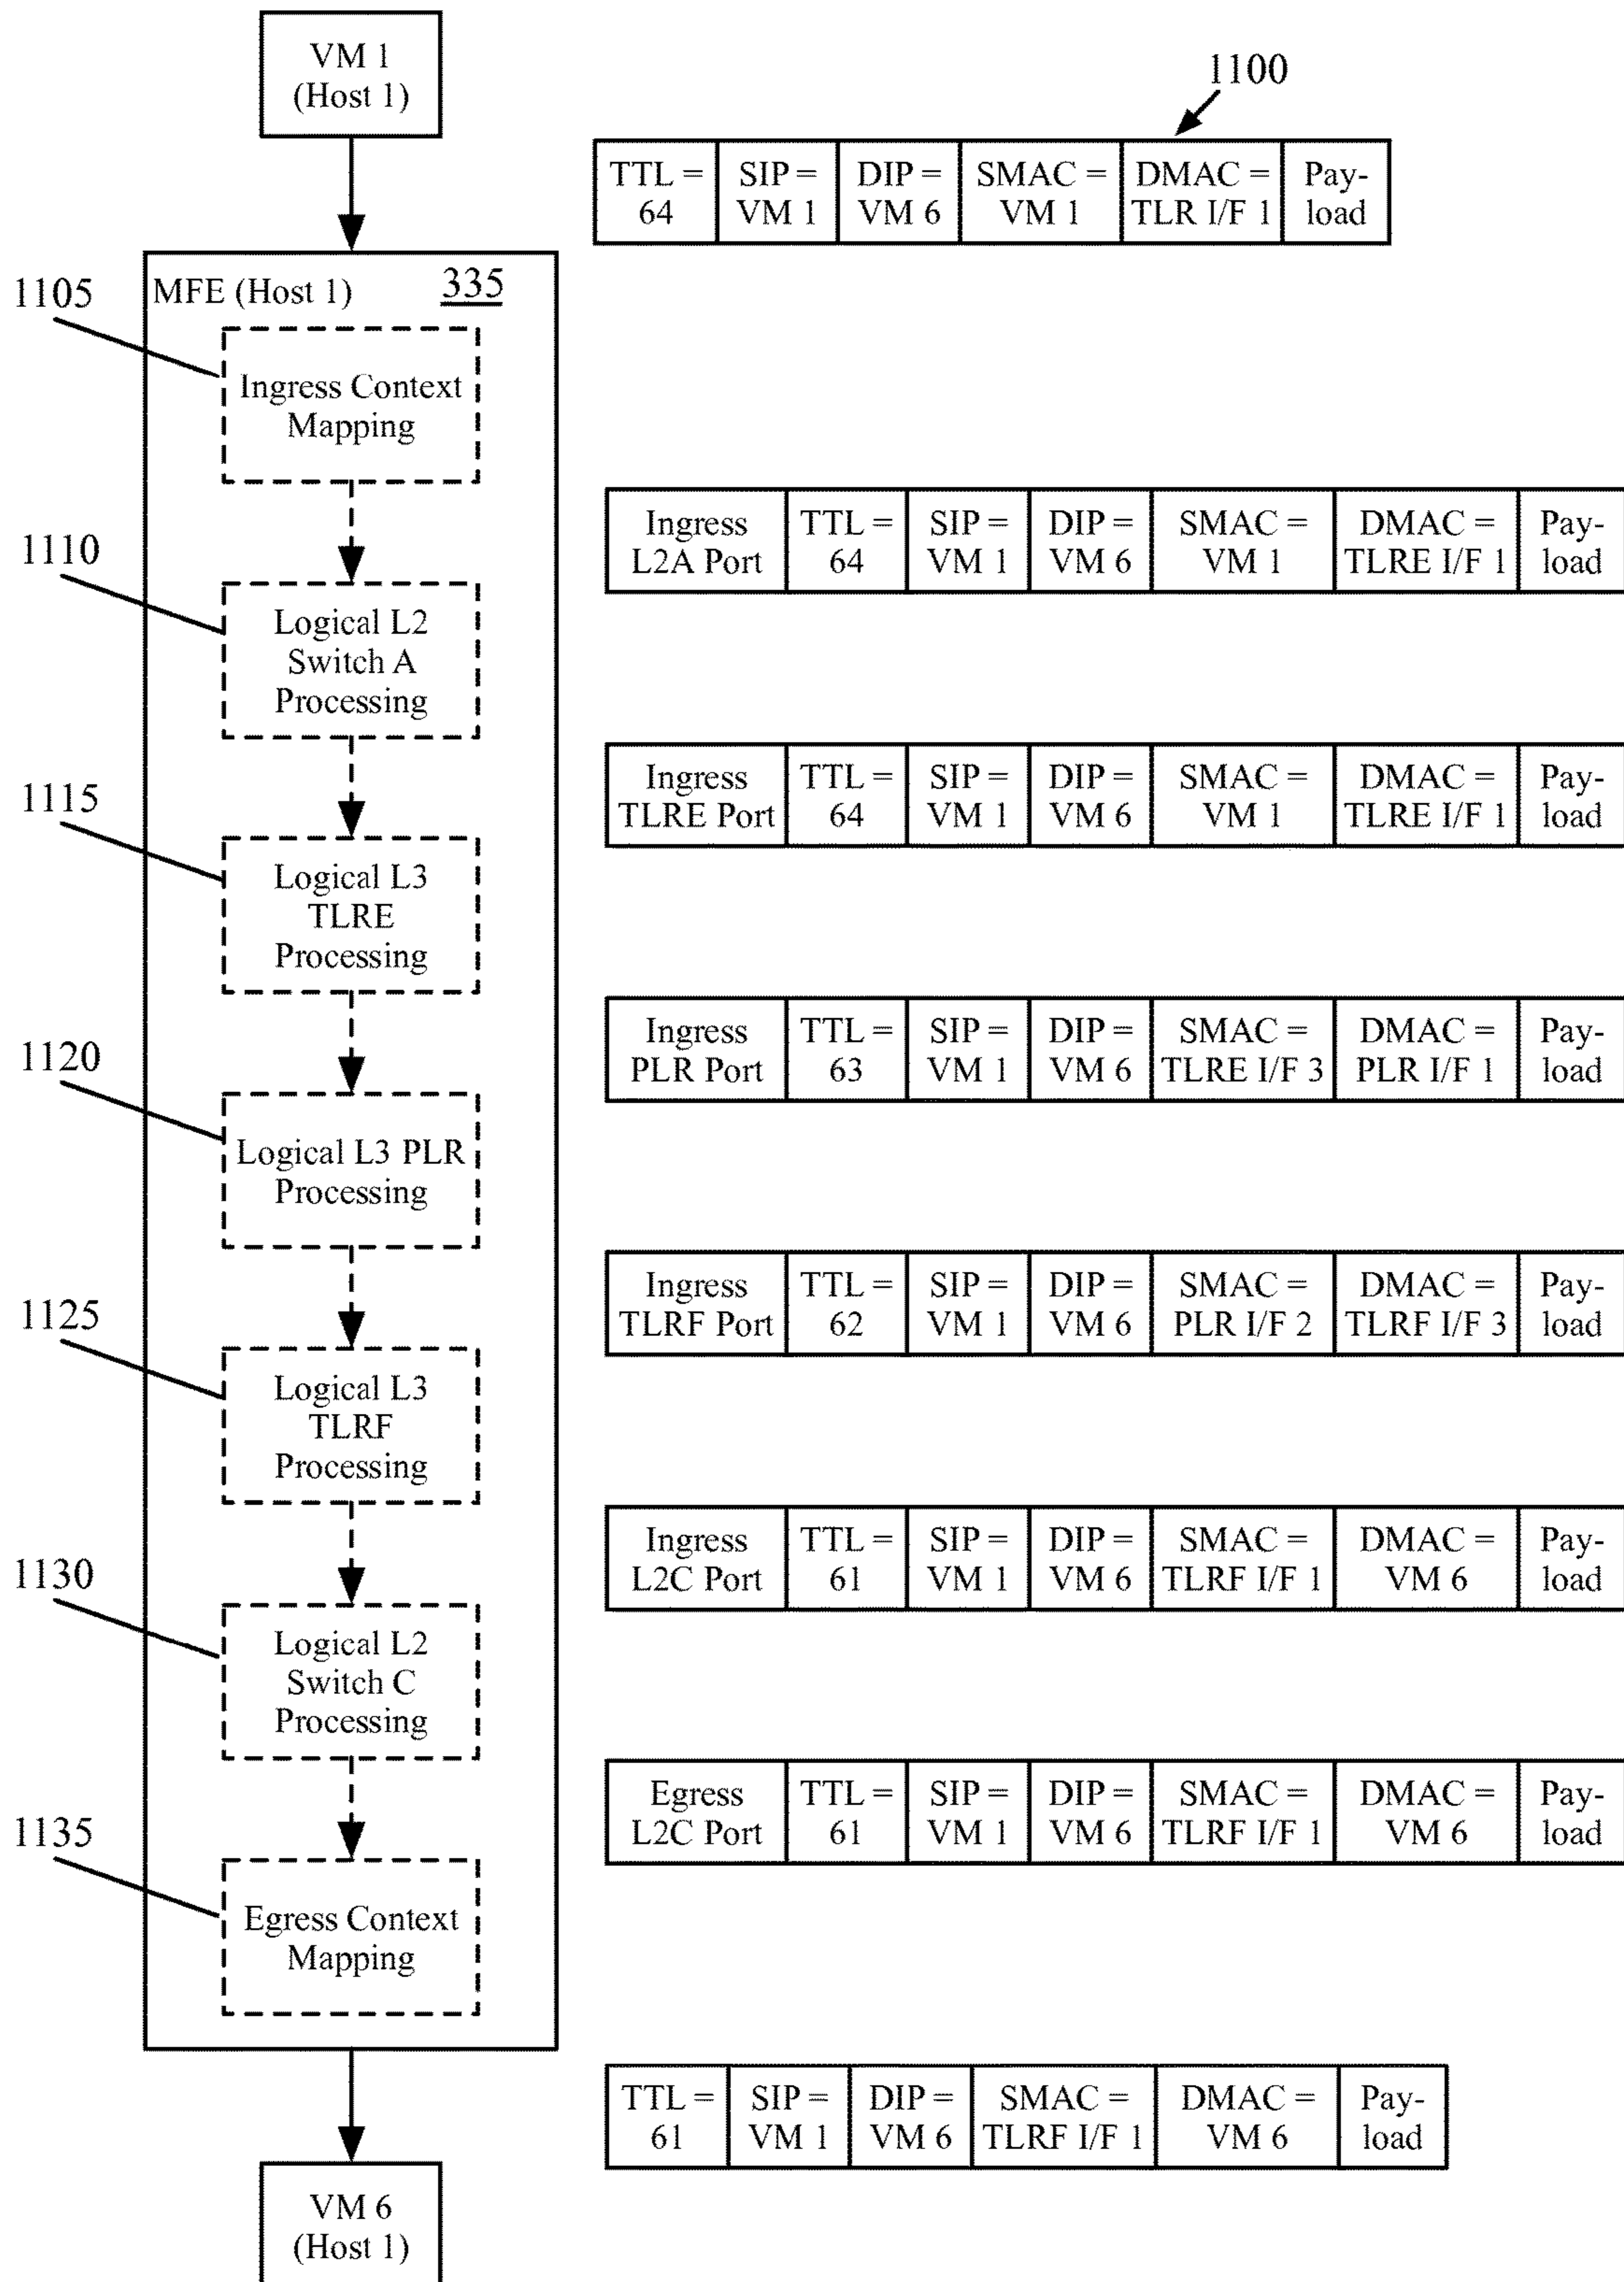 VM 1
(Host 1)
1100
TTL = SIP = DIP = SMAC = DMAC = Pay-
64 VM 1 VM 6 VM 1 TLR I/F 1 load
MFE (Host 1) 335
1105
Ingress Context
Mapping
Ingress TTL = SIP = DIP = SMAC = DMAC = Pay-
L2A Port 64 VM 1 VM 6 VM 1 TLRE I/F 1 load
1110
Logical L2
Switch A
Processing
Ingress TTL = SIP = DIP = SMAC = DMAC = Pay-
TLRE Port 64 VM 1 VM 6 VM 1 TLRE I/F 1 load
1115
Logical L3
TLRE
Processing
Ingress TTL = SIP = DIP = SMAC = DMAC = Pay-
PLR Port 63 VM 1 VM 6 TLRE I/F 3 PLR I/F 1 load
1120
Logical L3 PLR
Processing
Ingress TTL = SIP = DIP = SMAC = DMAC = Pay-
TLRF Port 62 VM 1 VM 6 PLR I/F 2 TLRF I/F 3 load
1125
Logical L3
TLRF
Processing
Ingress TTL = SIP = DIP = SMAC = DMAC = Pay-
L2C Port 61 VM 1 VM 6 TLRF I/F 1 VM 6 load
1130
Logical L2
Switch C
Processing
Egress TTL = SIP = DIP = SMAC = DMAC = Pay-
L2C Port 61 VM 1 VM 6 TLRF I/F 1 VM 6 load
1135
Egress Context
Mapping
TTL = SIP = DIP = SMAC = DMAC = Pay-
61 VM 1 VM 6 TLRF I/F 1 VM 6 load
VM 6
(Host 1)